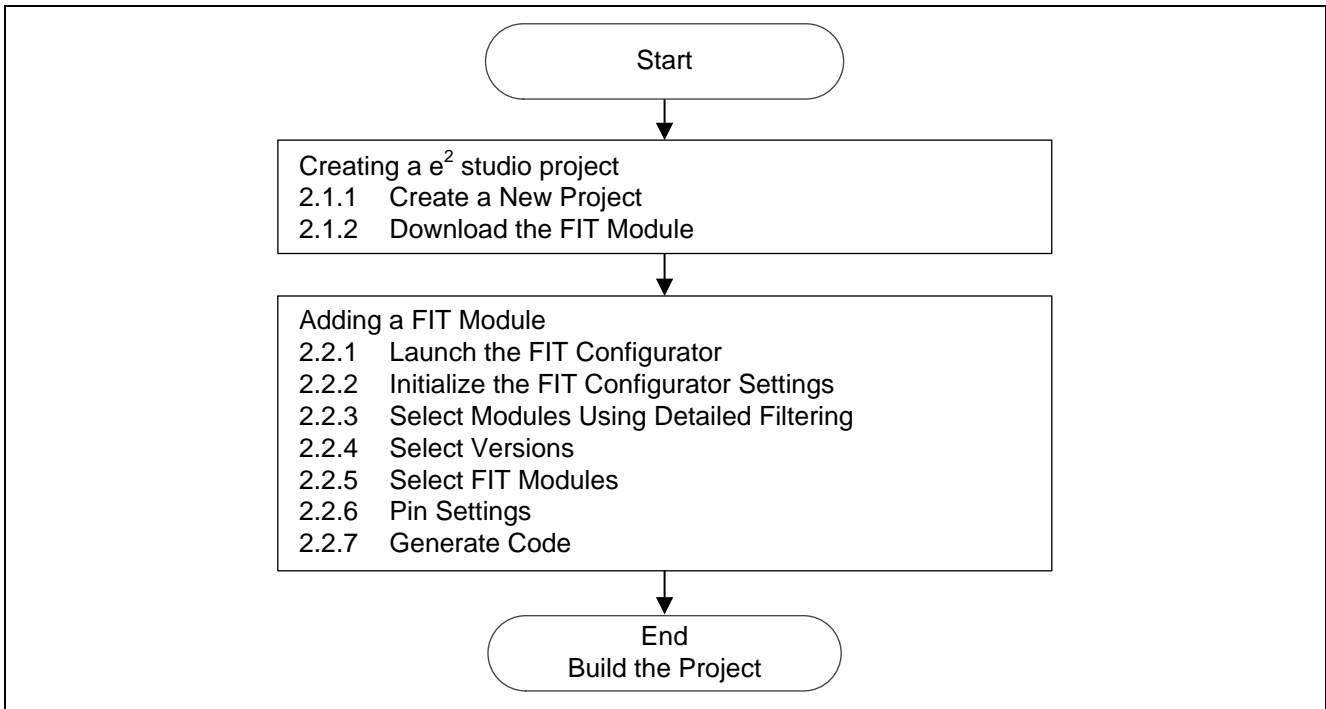 Start
Creating a e² studio project
2.1.1 Create a New Project
2.1.2 Download the FIT Module
Adding a FIT Module
2.2.1 Launch the FIT Configurator
2.2.2 Initialize the FIT Configurator Settings
2.2.3 Select Modules Using Detailed Filtering
2.2.4 Select Versions
2.2.5 Select FIT Modules
2.2.6 Pin Settings
2.2.7 Generate Code
End
Build the Project